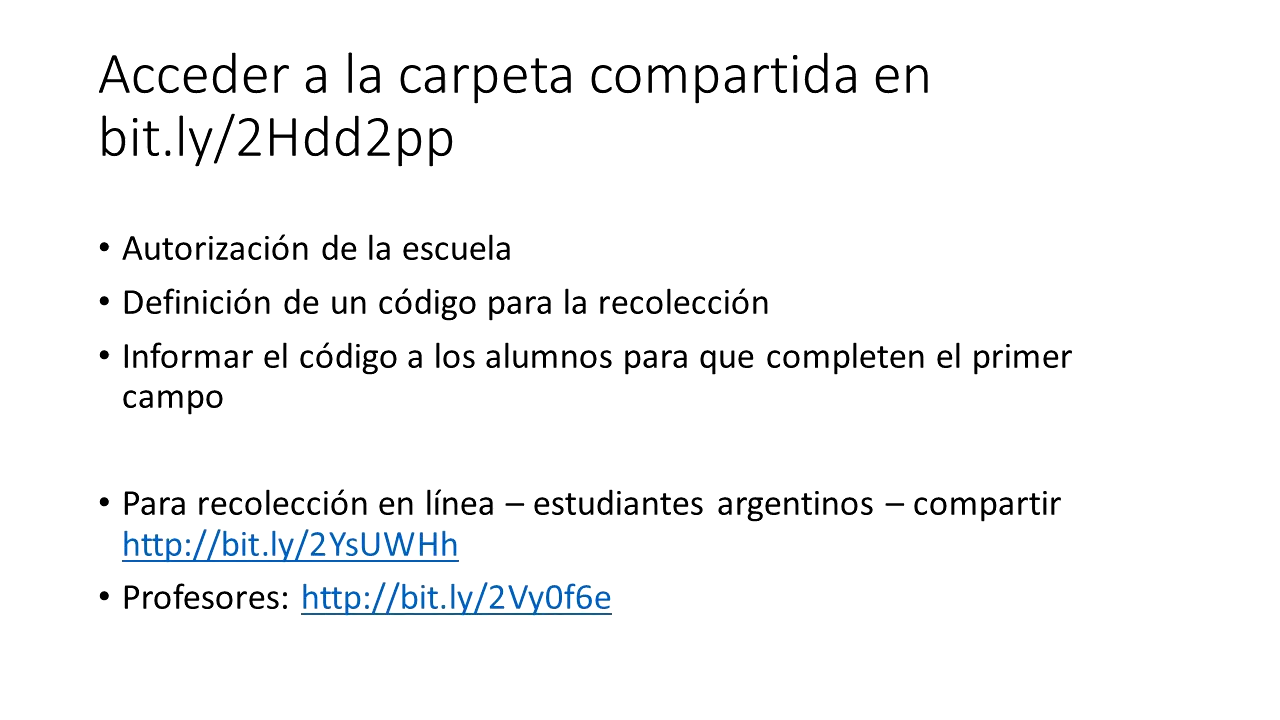 Acceder a la carpeta compartida en
bit.ly/2Hdd2pp
• Autorización de la escuela
• Definición de un código para la recolección
• Informar el código a los alumnos para que completen el primer
campo
• Para recolección en línea – estudiantes argentinos – compartir
http://bit.ly/2YsUWHh
• Profesores: http://bit.ly/2Vy0f6e